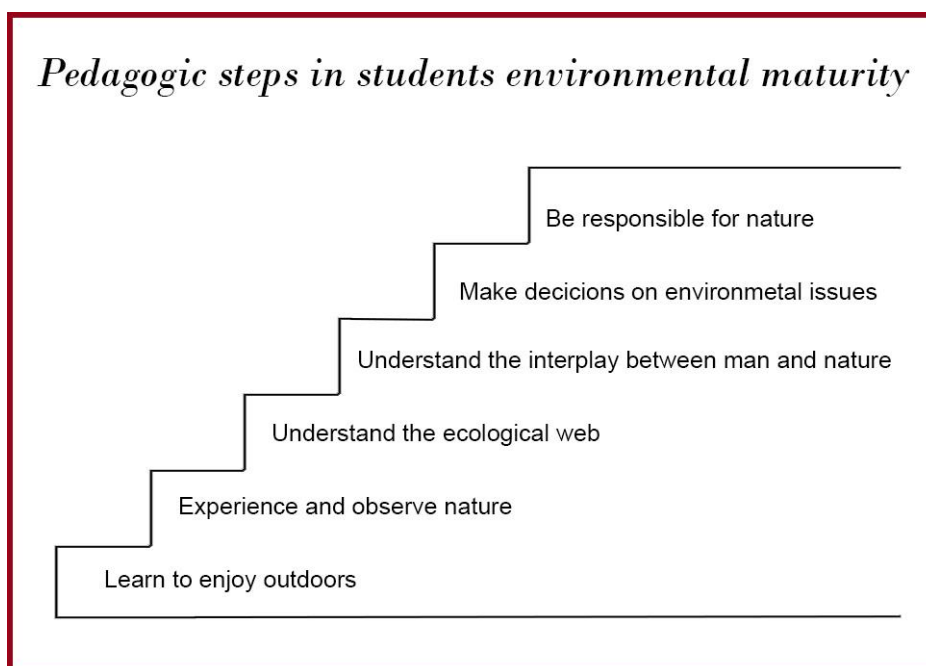 Pedagogic steps in students environmental maturity
Be responsible for nature
Make decicions on environmetal issues
Understand the interplay between man and nature
Understand the ecological web
Experience and observe nature
Learn to enjoy outdoors